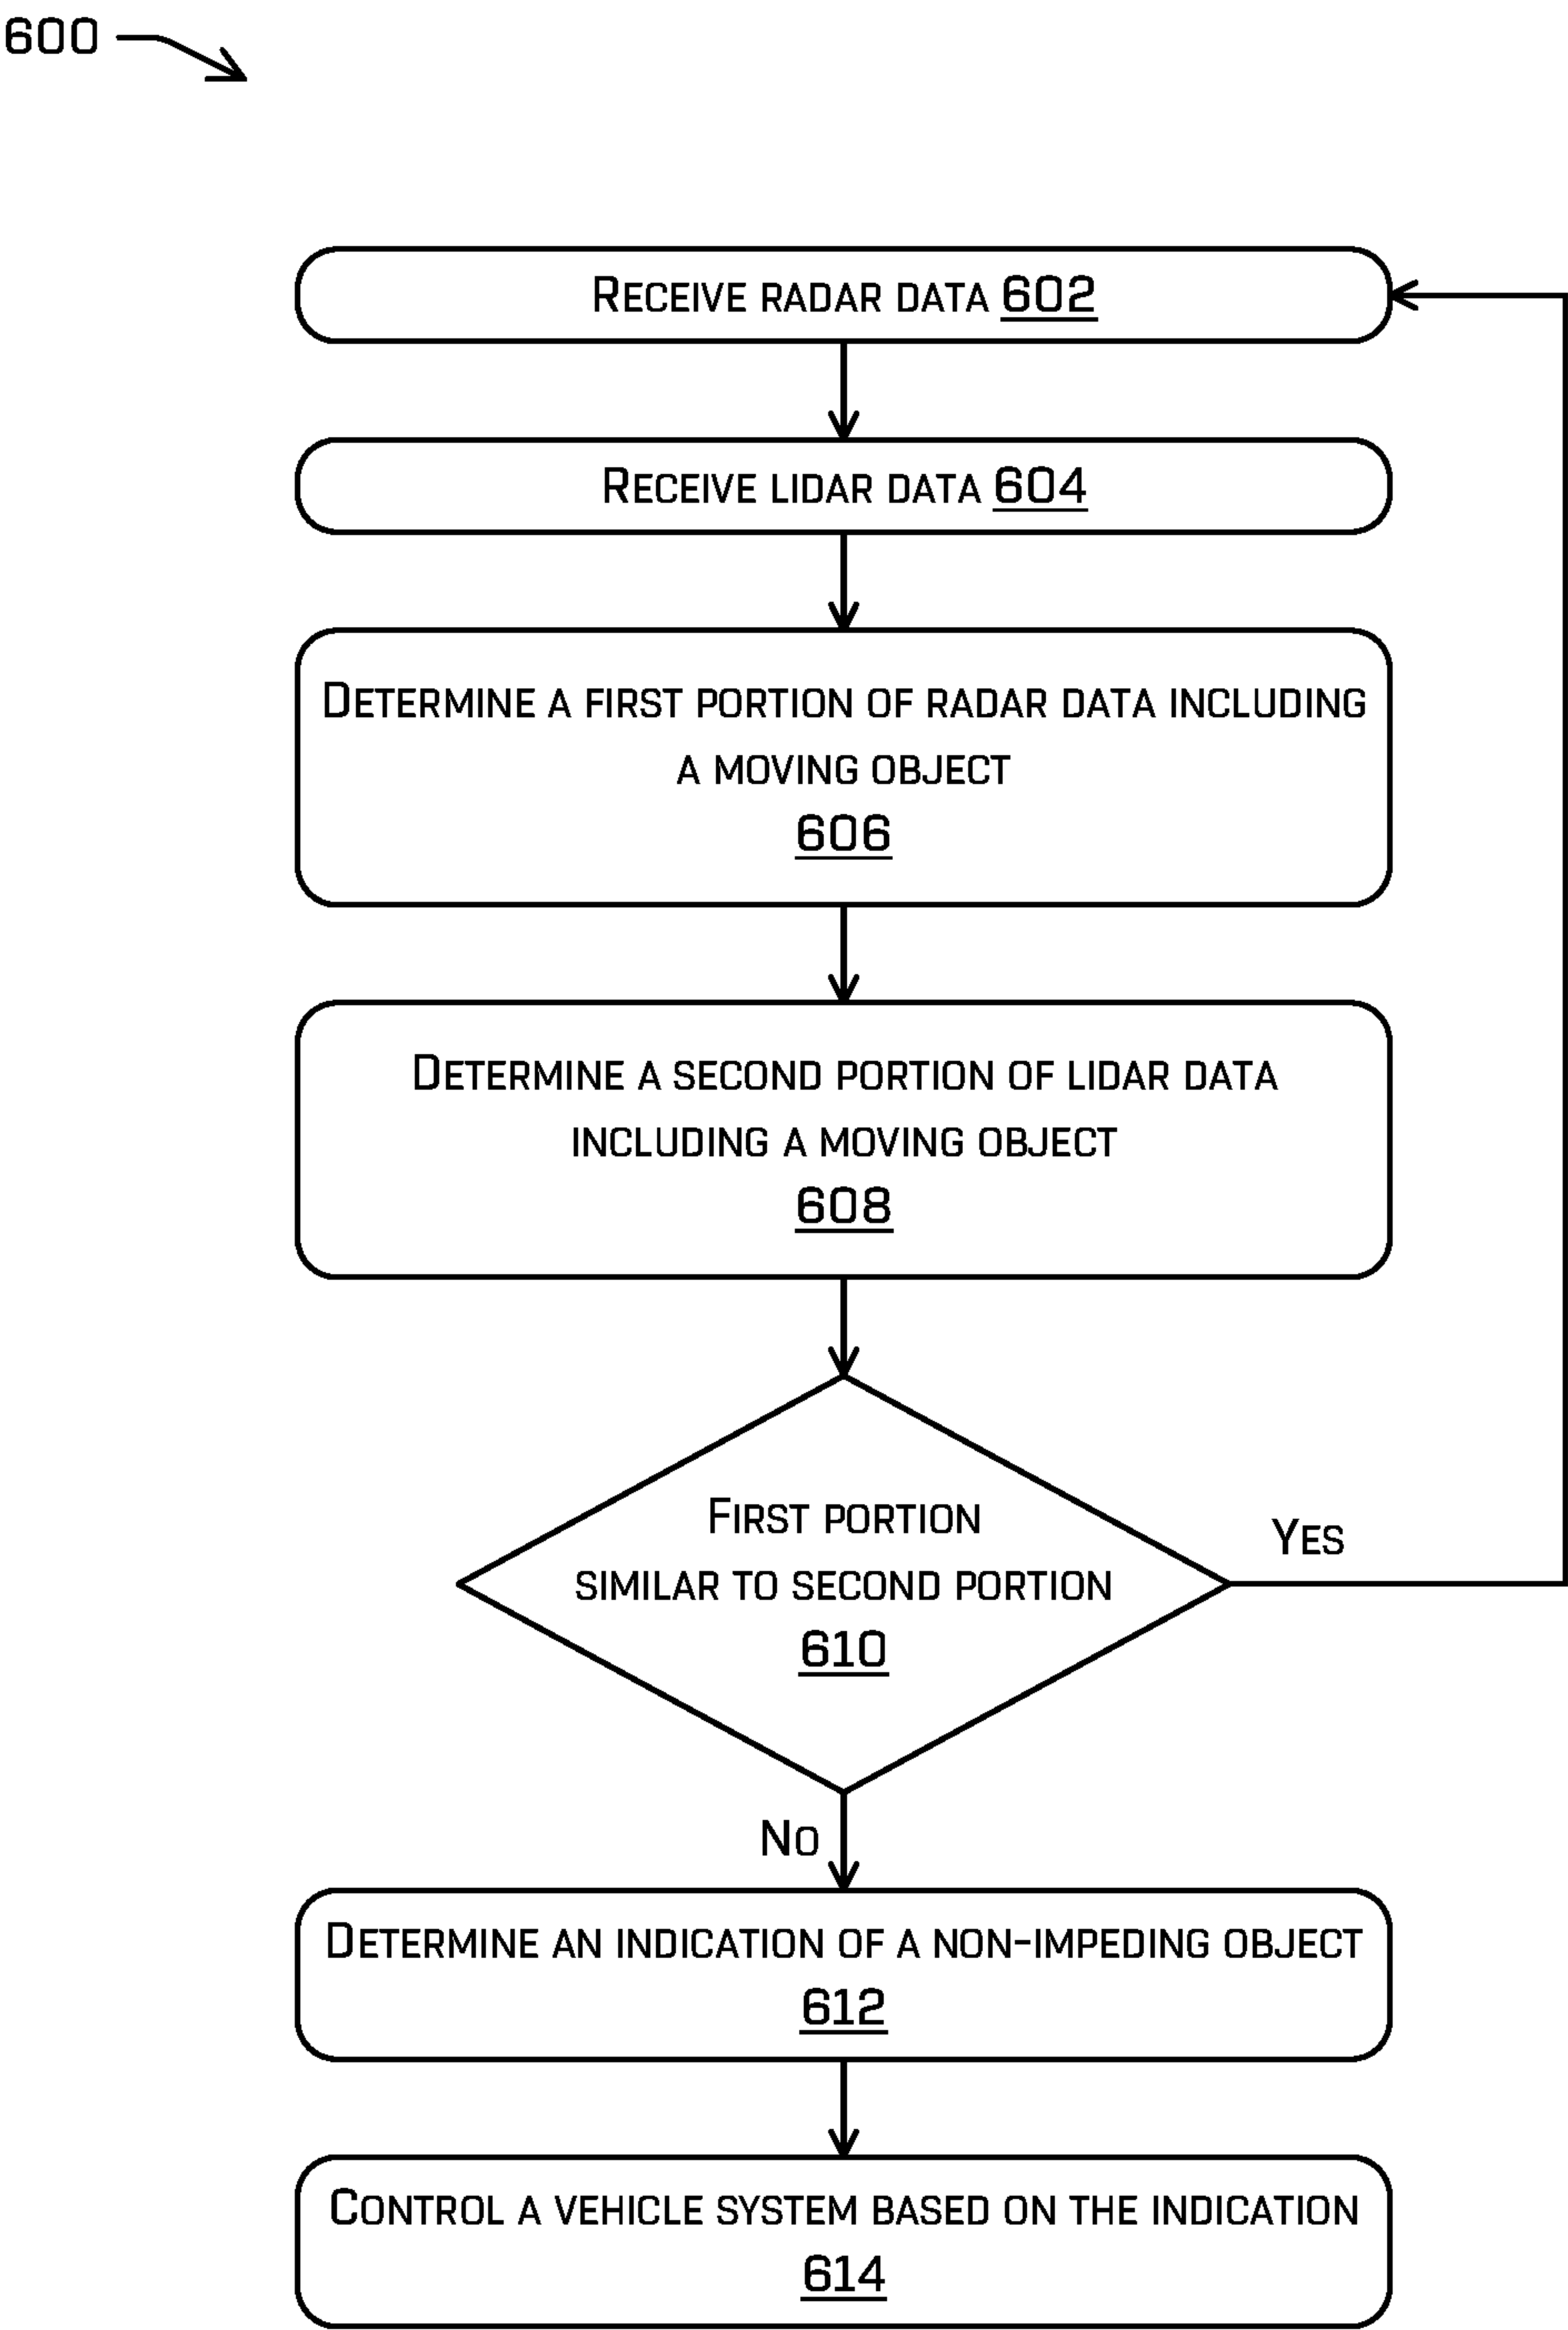 600
RECEIVE RADAR DATA 602
RECEIVE LIDAR DATA 604
DETERMINE A FIRST PORTION OF RADAR DATA INCLUDING
A MOVING OBJECT
606
DETERMINE A SECOND PORTION OF LIDAR DATA
INCLUDING A MOVING OBJECT
608
FIRST PORTION
SIMILAR TO SECOND PORTION
610
YES
NO
DETERMINE AN INDICATION OF A NON-IMPEDING OBJECT
612
CONTROL A VEHICLE SYSTEM BASED ON THE INDICATION
614